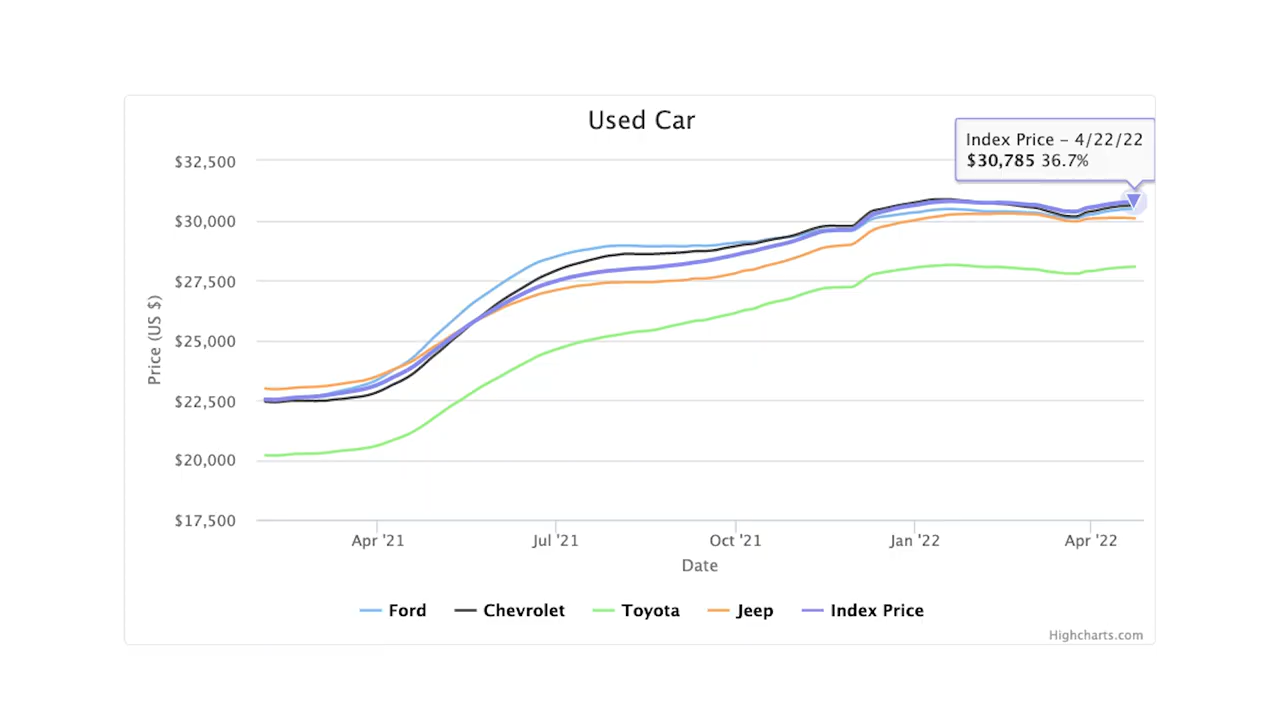 Used Car
Index Price – 4/22/22
$30,785 36.7%
Price (US $)
$32,500
$30,000
$27,500
$25,000
$22,500
$20,000
$17,500
Apr '21 Jul '21 Oct '21 Jan '22 Apr '22
Date
Ford Chevrolet Toyota Jeep Index Price
Highcharts.com